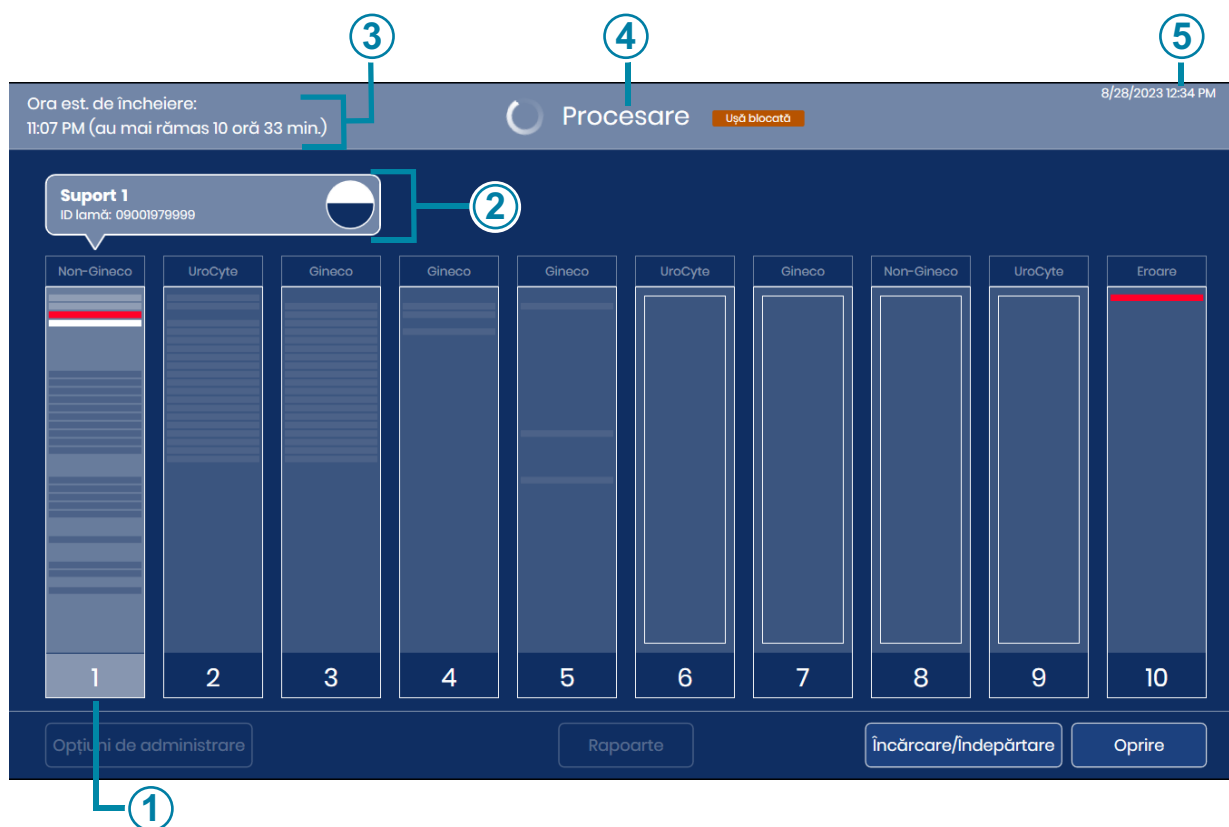 3
4
5
Ora est. de încheiere:
11:07 PM (au mai rămas 10 oră 33 min.)
Procesare
Ușă blocată
8/28/2023 12:34 PM
Suport 1
ID lamă: 09001979999
2
Non-Gineco
UroCyte
Gineco
Gineco
Gineco
UroCyte
Gineco
Non-Gineco
UroCyte
Eroare
1
2
3
4
5
6
7
8
9
10
Opțiuni de administrare
Rapoarte
Încărcare/Îndepărtare
Oprire
1